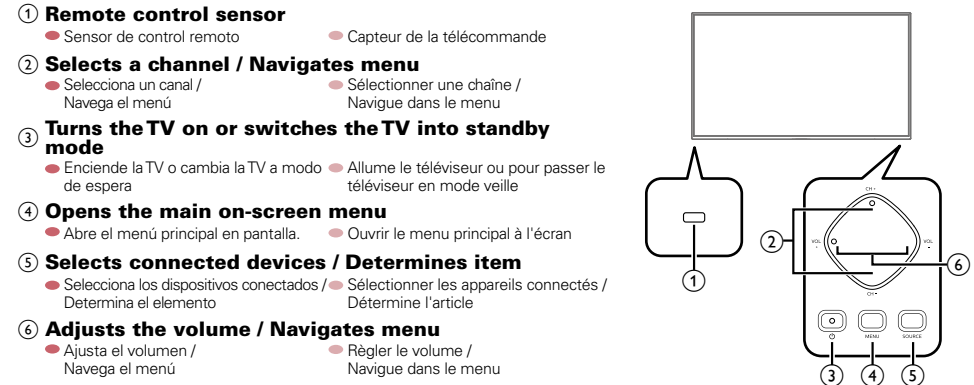 ① Remote control sensor
Sensor de control remoto
Capteur de la télécommande
② Selects a channel / Navigates menu
Selecciona un canal /
Navega el menú
Sélectionner une chaîne /
Navigue dans le menu
③ Turns the TV on or switches the TV into standby
mode
Enciende la TV o cambia la TV a modo
de espera
Allume le téléviseur ou pour passer le
téléviseur en mode veille
④ Opens the main on-screen menu
Abre el menú principal en pantalla.
Ouvrir le menu principal à l'écran
⑤ Selects connected devices / Determines item
Selecciona los dispositivos conectados /
Determina el elemento
Sélectionner les appareils connectés /
Détermine l'article
⑥ Adjusts the volume / Navigates menu
Ajusta el volumen /
Navega el menú
Règler le volume /
Navigue dans le menu
①
CH +
②
VOL
VOL
⑥
CH −
MENU
SOURCE
③ ④ ⑤